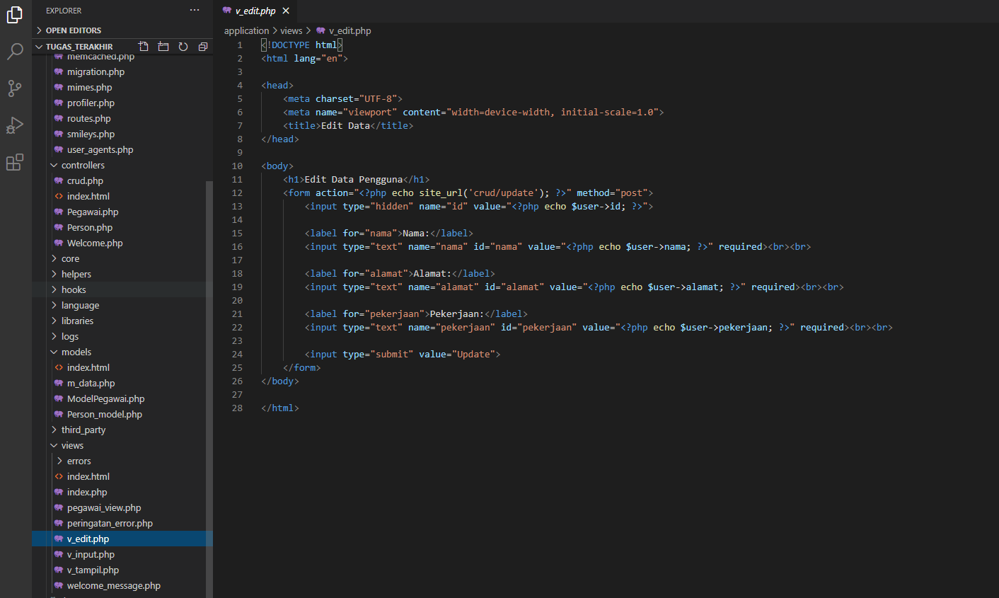 EXPLORER
OPEN EDITORS
TUGAS_TERAKHIR
memcached.php
migration.php
mimes.php
profiler.php
routes.php
smileys.php
user_agents.php
controllers
crud.php
index.html
Pegawai.php
Person.php
Welcome.php
core
helpers
hooks
language
libraries
logs
models
index.html
m_data.php
ModelPegawai.php
Person_model.php
third_party
views
errors
index.html
index.php
pegawai_view.php
peringatan_error.php
v_edit.php
v_input.php
v_tampil.php
welcome_message.php
v_edit.php
application > views > v_edit.php
1 <!DOCTYPE html>
2 <html lang="en">
3
4 <head>
5 <meta charset="UTF-8">
6 <meta name="viewport" content="width=device-width, initial-scale=1.0">
7 <title>Edit Data</title>
8 </head>
9
10 <body>
11 <h1>Edit Data Pengguna</h1>
12 <form action="<?php echo site_url('crud/update'); ?>" method="post">
13 <input type="hidden" name="id" value="<?php echo $user->id; ?>">
14
15 <label for="nama">Nama:</label>
16 <input type="text" name="nama" id="nama" value="<?php echo $user->nama; ?>" required><br><br>
17
18 <label for="alamat">Alamat:</label>
19 <input type="text" name="alamat" id="alamat" value="<?php echo $user->alamat; ?>" required><br><br>
20
21 <label for="pekerjaan">Pekerjaan:</label>
22 <input type="text" name="pekerjaan" id="pekerjaan" value="<?php echo $user->pekerjaan; ?>" required><br><br>
23
24 <input type="submit" value="Update">
25 </form>
26 </body>
27
28 </html>